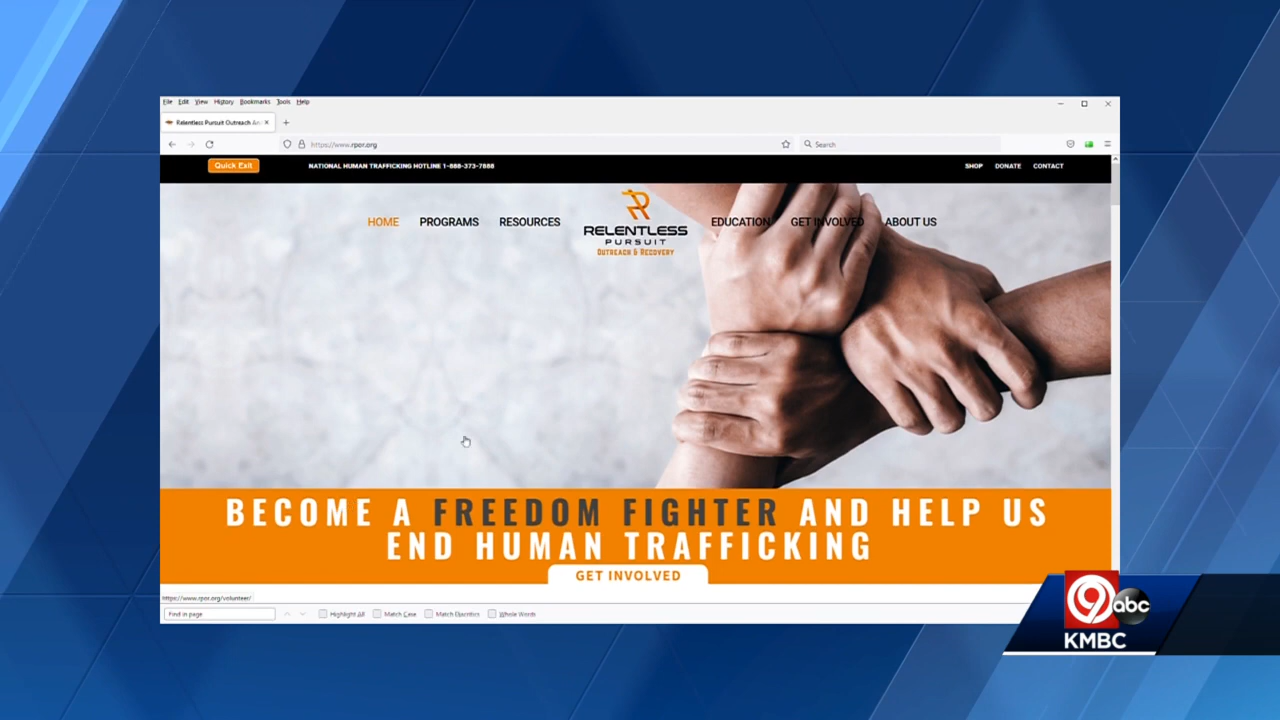 File Edit View History Bookmarks Tools Help
Relentless Pursuit Outreach An
https://www.rpor.org
Search
Quick Exit
NATIONAL HUMAN TRAFFICKING HOTLINE 1-888-373-7888
SHOP DONATE CONTACT
HOME PROGRAMS RESOURCES
RELENTLESS
PURSUIT
OUTREACH & RECOVERY
EDUCATION GET INVOLVED ABOUT US
BECOME A FREEDOM FIGHTER AND HELP US
END HUMAN TRAFFICKING
GET INVOLVED
https://www.rpor.org/volunteer/
Find in page Highlight All Match Case Match Diacritics Whole Words
9 abc
KMBC